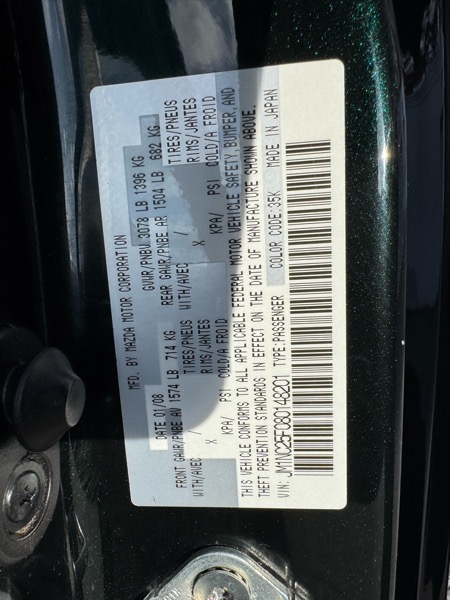 MFD. BY MAZDA MOTOR CORPORATION
DATE 01/08 GVWR/PNBV 3078 LB 1396 KG
FRONT GAWR/PNBE AV 1574 LB 714 KG REAR GAWR/PNBE AR 1504 LB 682 KG
WITH/AVEC TIRES/PNEUS WITH/AVEC TIRES/PNEUS
X RIMS/JANTES X RIMS/JANTES
KPA/ PSI COLD/A FROID KPA/ PSI COLD/A FROID
THIS VEHICLE CONFORMS TO ALL APPLICABLE FEDERAL MOTOR VEHICLE SAFETY, BUMPER, AND
THEFT PREVENTION STANDARDS IN EFFECT ON THE DATE OF MANUFACTURE SHOWN ABOVE.
VIN: JM1NC25F080148201 TYPE:PASSENGER COLOR CODE:35K MADE IN JAPAN